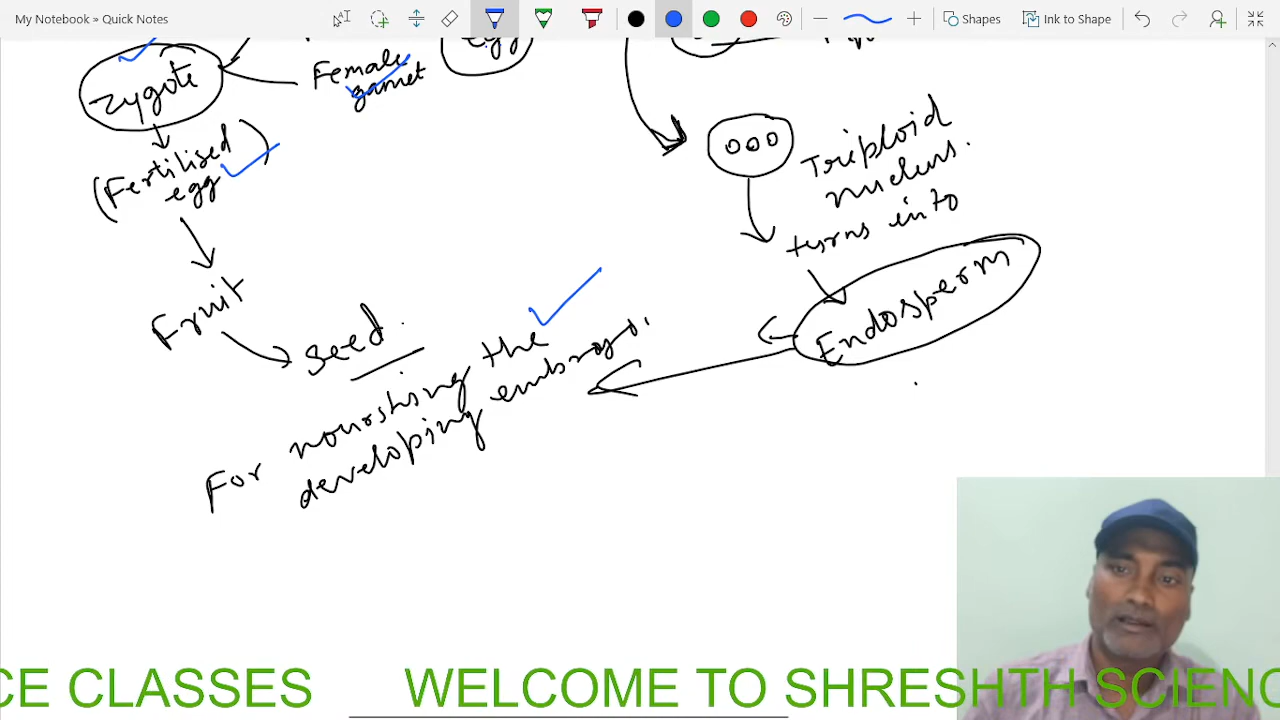 My Notebook » Quick Notes
Shapes
Ink to Shape
egg
Zygote
Female
gamet
(Fertilised
egg)
Fruit
Seed.
Triploid
nucleus.
turns into
Endosperm
For nourishing the
developing embryo.
CE CLASSES WELCOME TO SHRESHTH SCIENC